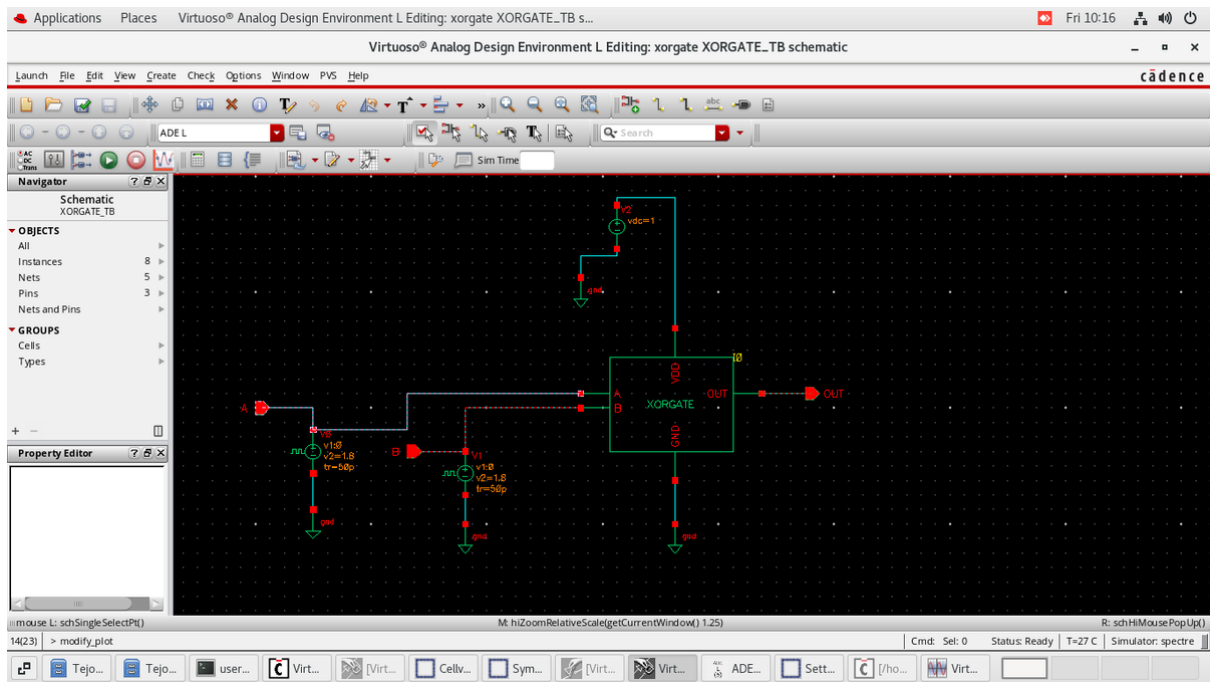 Applications Places Virtuoso® Analog Design Environment L Editing: xorgate XORGATE_TB s... Fri 10:16
Virtuoso® Analog Design Environment L Editing: xorgate XORGATE_TB schematic
Launch File Edit View Create Check Options Window PVS Help cādence
ADE L Search
Sim Time
Navigator
Schematic
XORGATE_TB
OBJECTS
All
Instances 8
Nets 5
Pins 3
Nets and Pins
GROUPS
Cells
Types
Property Editor
V2
vdc=1
gnd
I0
VDD
A
B
XORGATE
OUT
GND
OUT
gnd
A
V0
v1:0
v2=1.8
tr=50p
gnd
B
V1
v1:0
v2=1.8
tr=50p
gnd
mouse L: schSingleSelectPt() M: hiZoomRelativeScale(getCurrentWindow() 1.25) R: schHiMousePopUp()
14(23) > modify_plot Cmd: Sel: 0 Status: Ready T=27 C Simulator: spectre
Tejo... Tejo... user... Virt... [Virt... Cellv... Sym... [Virt... Virt... ADE... Sett... [/ho... Virt...